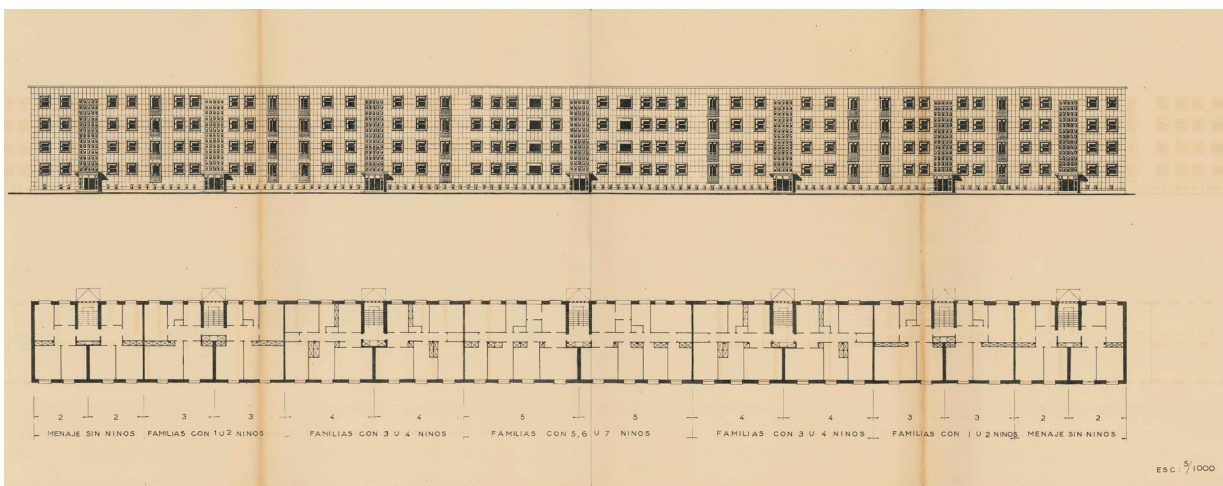 2 2 3 3 4 4 5 5 4 4 3 3 2 2
MENAJE SIN NINOS FAMILIAS CON 1 U 2 NINOS FAMILIAS CON 3 U 4 NINOS FAMILIAS CON 5, 6 U 7 NINOS FAMILIAS CON 3 U 4 NINOS FAMILIAS CON 1 U 2 NINOS MENAJE SIN NINOS
ESC: 5/1000